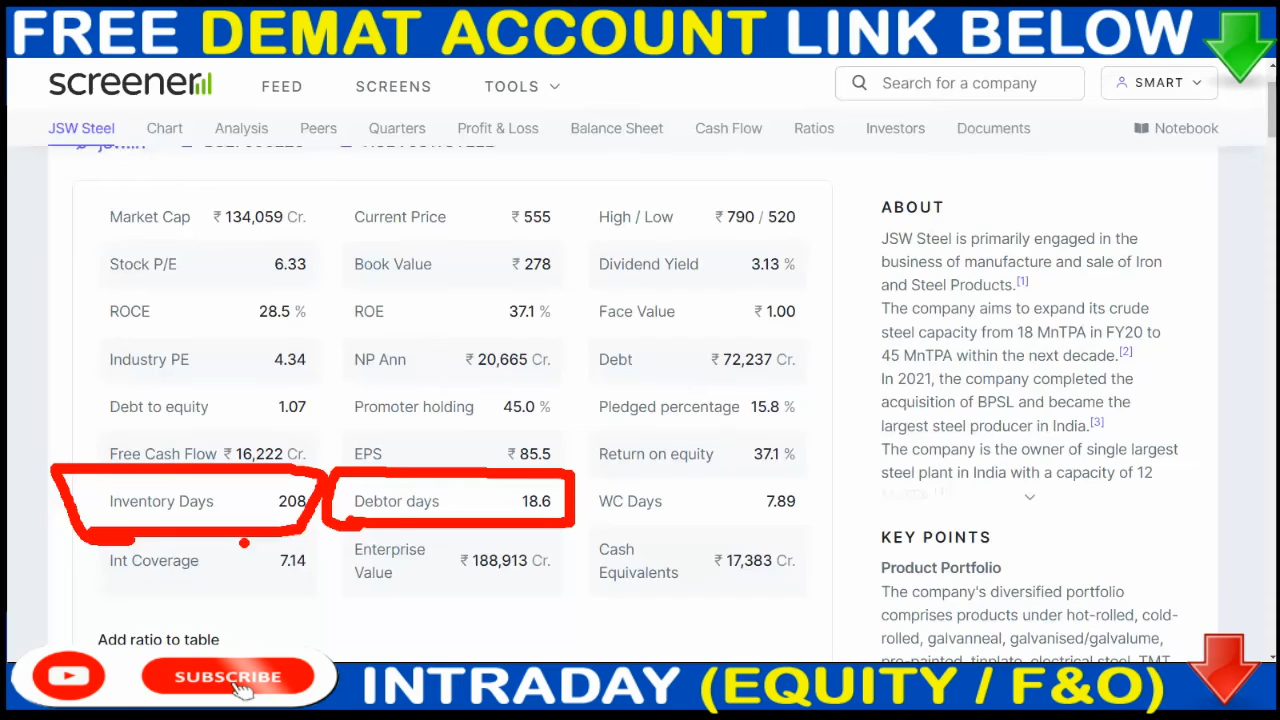 FREE DEMAT ACCOUNT LINK BELOW
screener FEED SCREENS TOOLS Search for a company SMART
JSW Steel Chart Analysis Peers Quarters Profit & Loss Balance Sheet Cash Flow Ratios Investors Documents Notebook
Market Cap ₹ 134,059 Cr. Current Price ₹ 555 High / Low ₹ 790 / 520
Stock P/E 6.33 Book Value ₹ 278 Dividend Yield 3.13 %
ROCE 28.5 % ROE 37.1 % Face Value ₹ 1.00
Industry PE 4.34 NP Ann ₹ 20,665 Cr. Debt ₹ 72,237 Cr.
Debt to equity 1.07 Promoter holding 45.0 % Pledged percentage 15.8 %
Free Cash Flow ₹ 16,222 Cr. EPS ₹ 85.5 Return on equity 37.1 %
Inventory Days 208 Debtor days 18.6 WC Days 7.89
Int Coverage 7.14 Enterprise Value ₹ 188,913 Cr. Cash Equivalents ₹ 17,383 Cr.
Add ratio to table
ABOUT
JSW Steel is primarily engaged in the
business of manufacture and sale of Iron
and Steel Products.[1]
The company aims to expand its crude
steel capacity from 18 MnTPA in FY20 to
45 MnTPA within the next decade.[2]
In 2021, the company completed the
acquisition of BPSL and became the
largest steel producer in India.[3]
The company is the owner of single largest
steel plant in India with a capacity of 12
KEY POINTS
Product Portfolio
The company's diversified portfolio
comprises products under hot-rolled, cold-
rolled, galvanneal, galvanised/galvalume,
pre-painted, tinplate, electrical steel, TMT
SUBSCRIBE
INTRADAY (EQUITY / F&O)